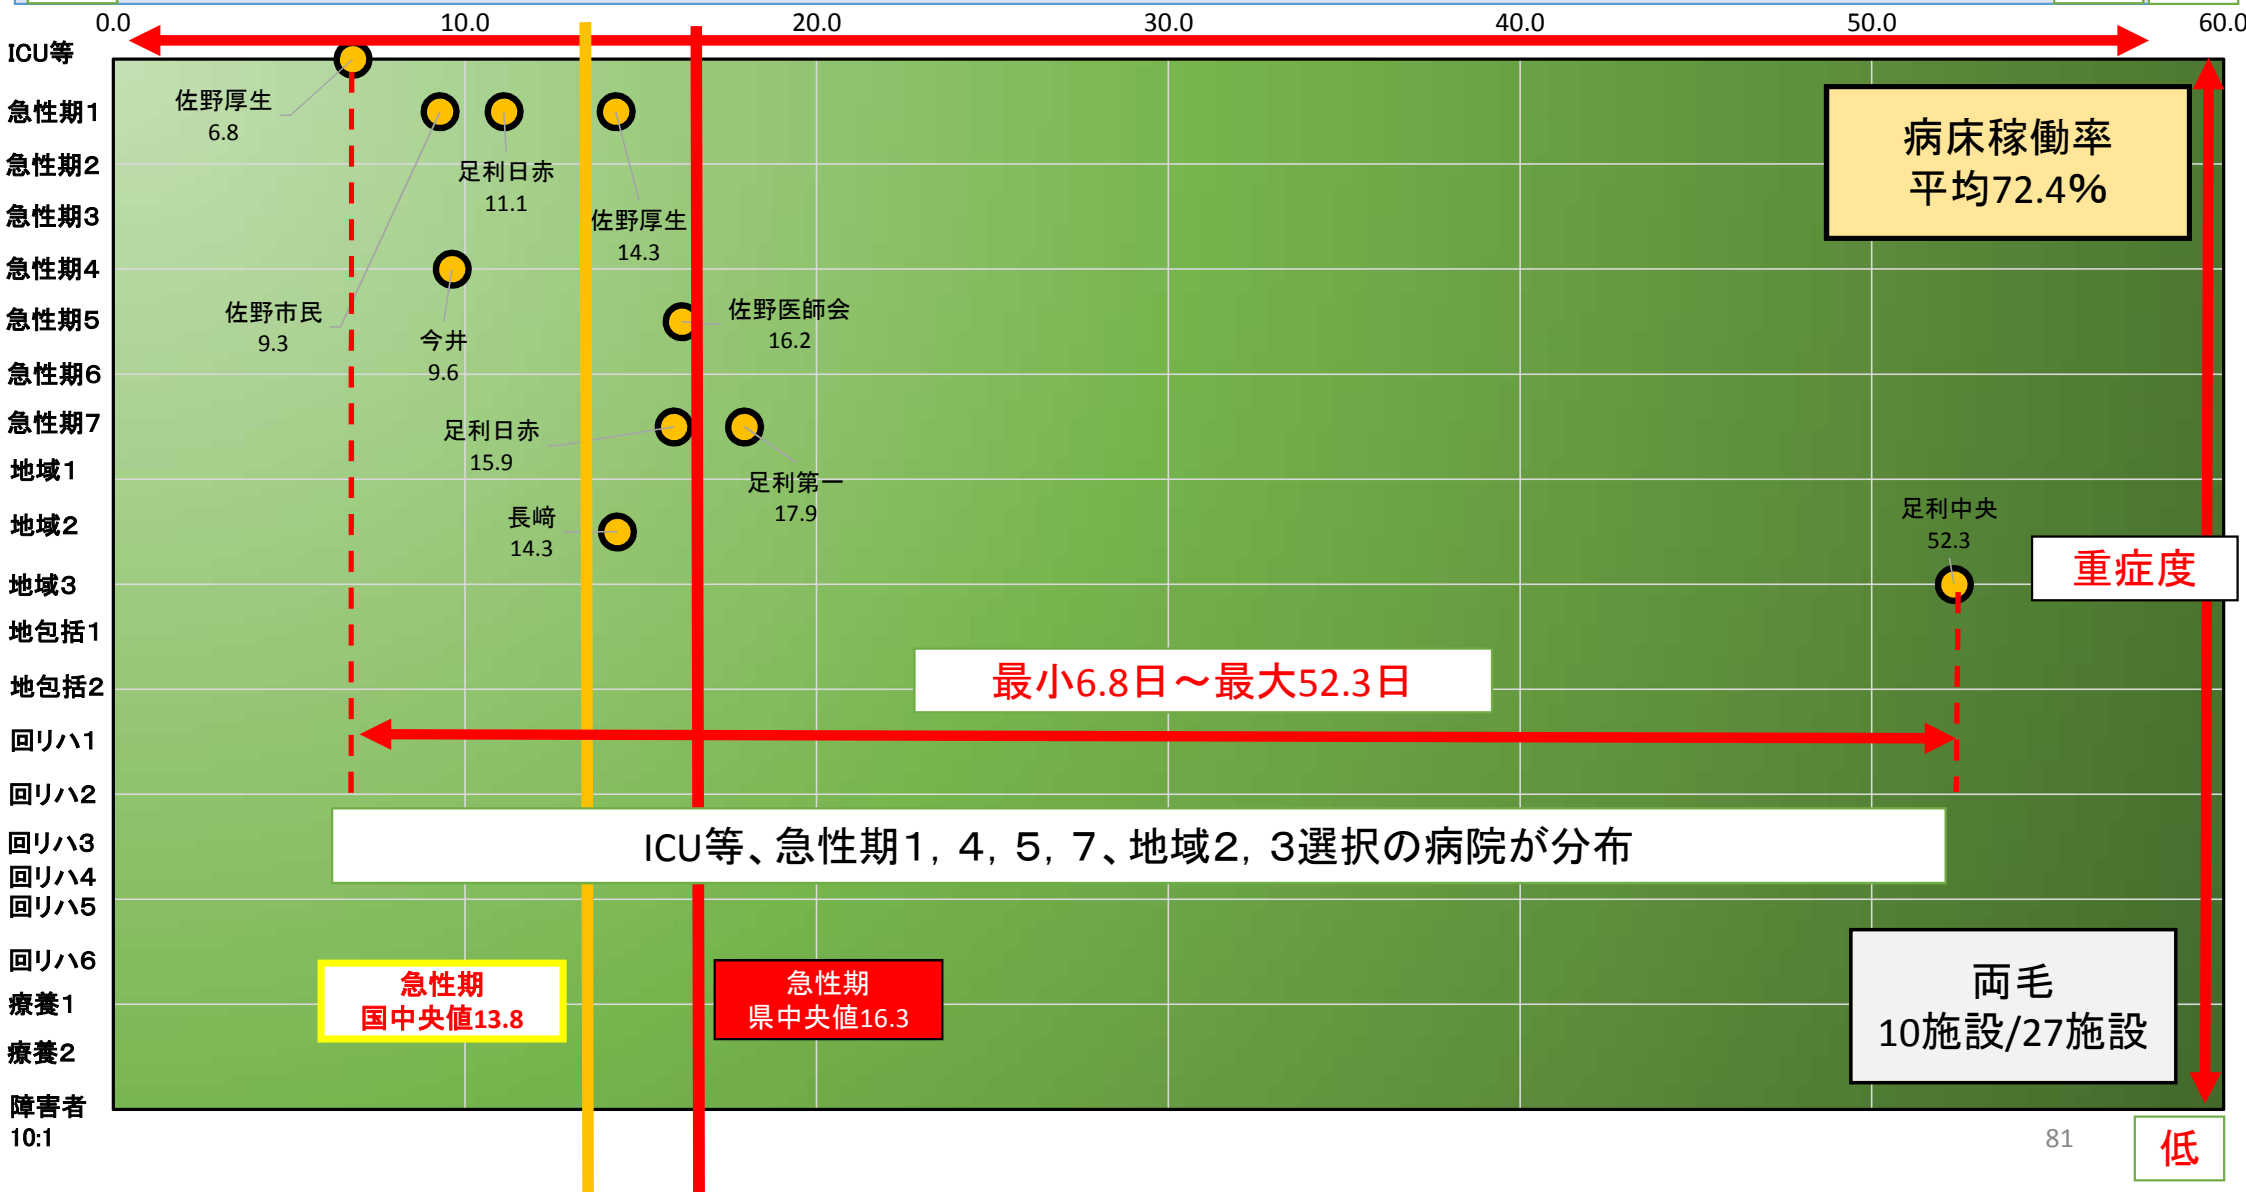 0.0
10.0
20.0
30.0
40.0
50.0
60.0
ICU等
急性期1
急性期2
急性期3
急性期4
急性期5
急性期6
急性期7
地域1
地域2
地域3
地包括1
地包括2
回リハ1
回リハ2
回リハ3
回リハ4
回リハ5
回リハ6
療養1
療養2
障害者
10:1
佐野厚生
6.8
足利日赤
11.1
佐野厚生
14.3
佐野市民
9.3
今井
9.6
佐野医師会
16.2
足利日赤
15.9
足利第一
17.9
長﨑
14.3
足利中央
52.3
病床稼働率
平均72.4%
重症度
最小6.8日～最大52.3日
ICU等、急性期1, 4, 5, 7、地域2, 3選択の病院が分布
急性期
国中央値13.8
急性期
県中央値16.3
両毛
10施設/27施設
81
低